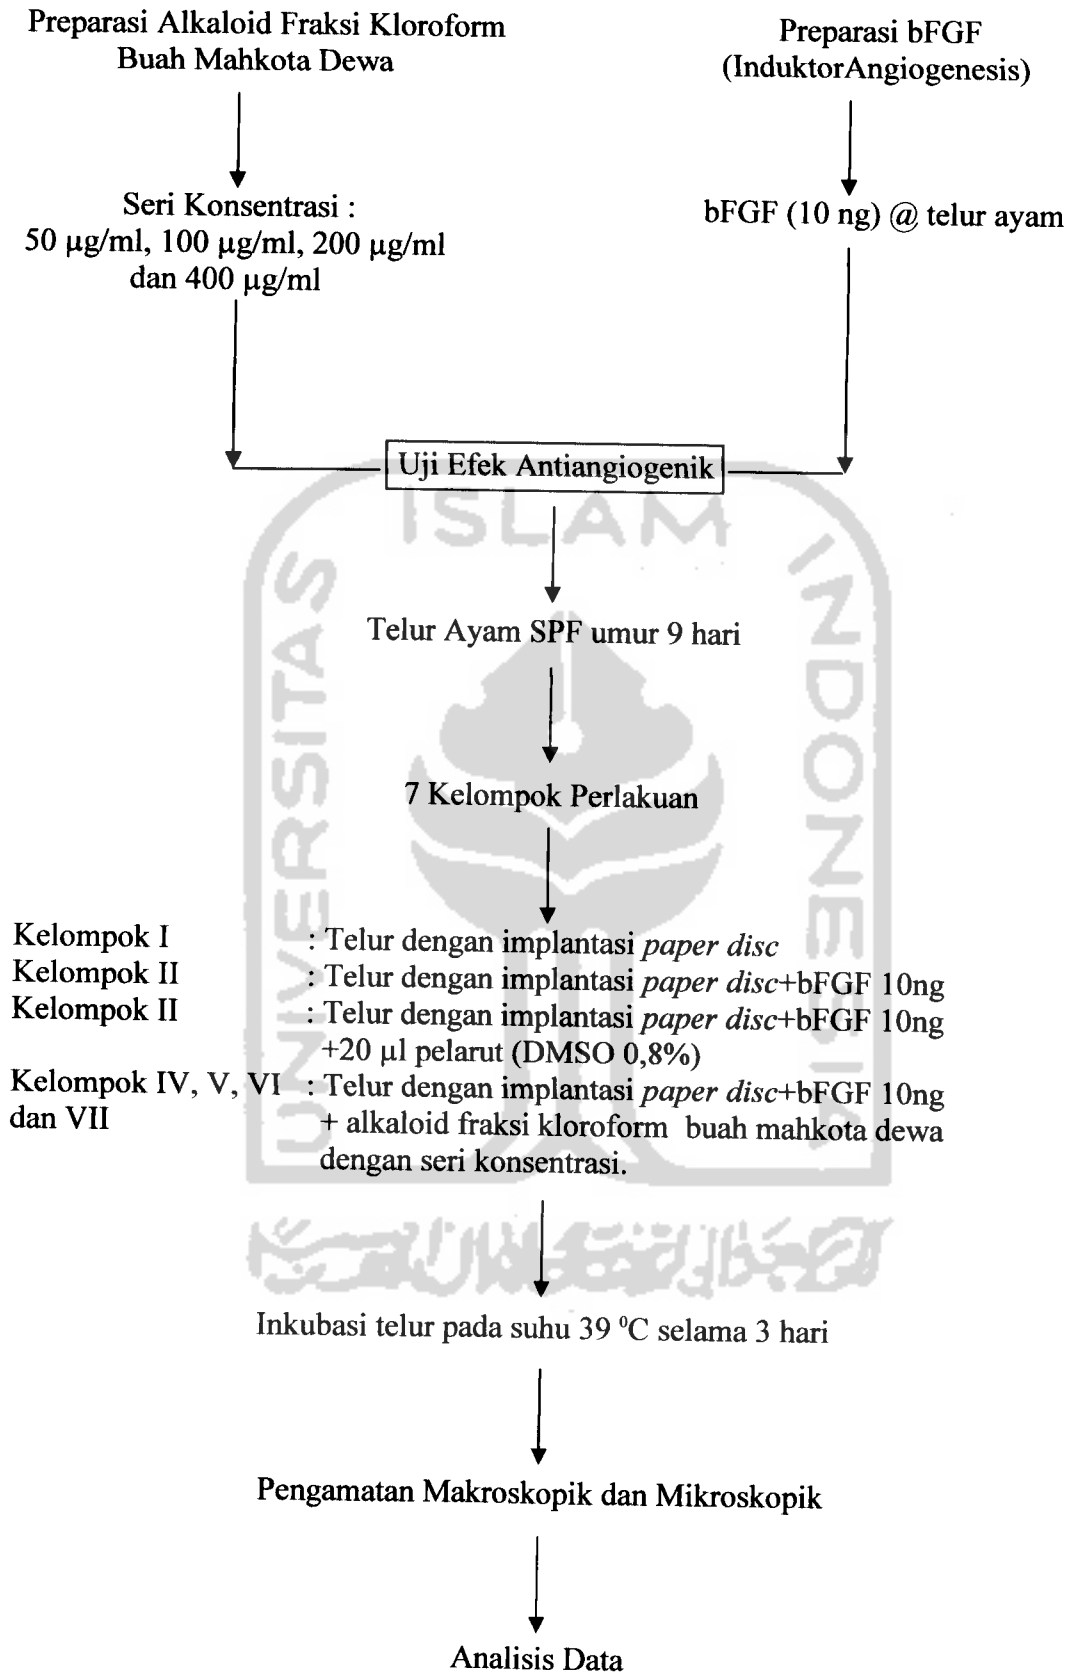 Preparasi Alkaloid Fraksi Kloroform
Buah Mahkota Dewa
Preparasi bFGF
(InduktorAngiogenesis)
Seri Konsentrasi :
50 μg/ml, 100 μg/ml, 200 μg/ml
dan 400 μg/ml
bFGF (10 ng) @ telur ayam
Uji Efek Antiangiogenik
ISLAM
UNIVERSITAS
INDONESIA
Telur Ayam SPF umur 9 hari
7 Kelompok Perlakuan
Kelompok I : Telur dengan implantasi paper disc
Kelompok II : Telur dengan implantasi paper disc+bFGF 10ng
Kelompok II : Telur dengan implantasi paper disc+bFGF 10ng
+20 μl pelarut (DMSO 0,8%)
Kelompok IV, V, VI : Telur dengan implantasi paper disc+bFGF 10ng
dan VII + alkaloid fraksi kloroform buah mahkota dewa
dengan seri konsentrasi.
Inkubasi telur pada suhu 39 ⁰C selama 3 hari
Pengamatan Makroskopik dan Mikroskopik
Analisis Data